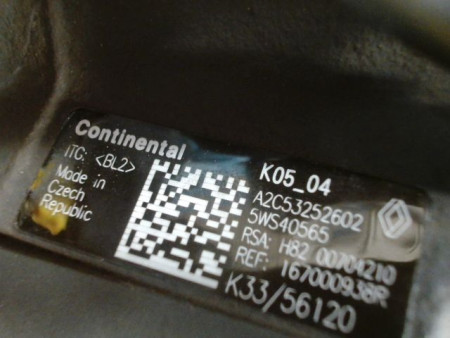 Continental
ITC: <BL2>
Made in
Czech
Republic
K05_04
A2C53252602
5WS40565
RSA: H82 00704210
REF: 167000938R
K33/56120